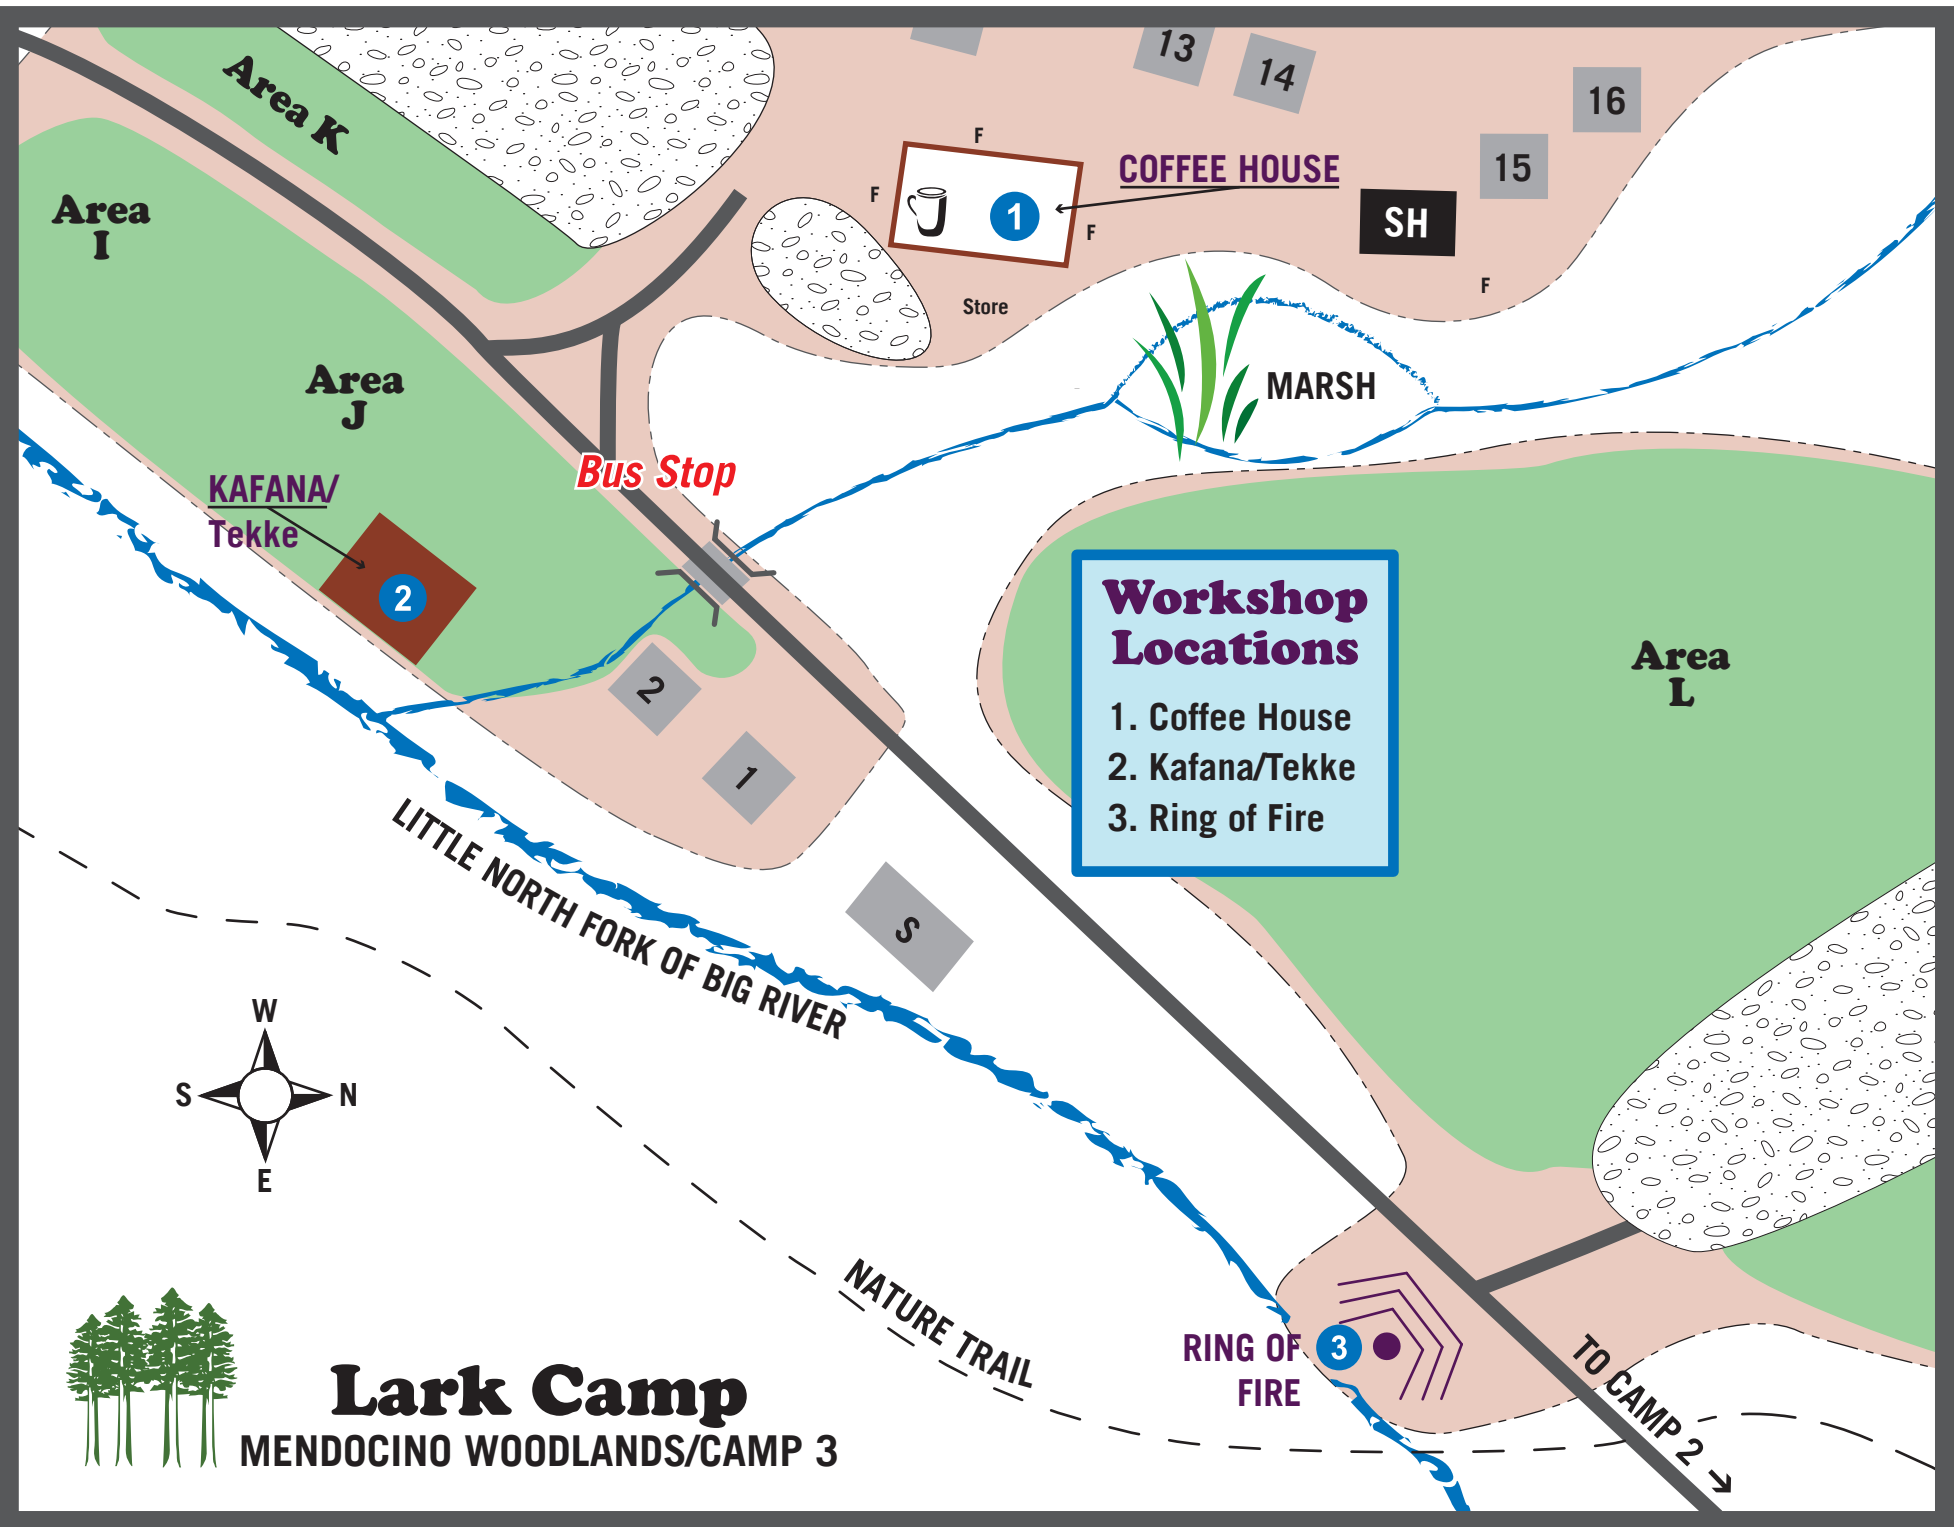 13
14
16
15
Area K
F
F
F
F
COFFEE HOUSE
1
SH
Area
I
Store
Area
J
MARSH
Bus Stop
KAFANA/
Tekke
2
Workshop
Locations
1. Coffee House
2. Kafana/Tekke
3. Ring of Fire
Area
L
2
1
S
LITTLE NORTH FORK OF BIG RIVER
W
S
N
E
NATURE TRAIL
RING OF
FIRE
3
TO CAMP 2
Lark Camp
MENDOCINO WOODLANDS/CAMP 3